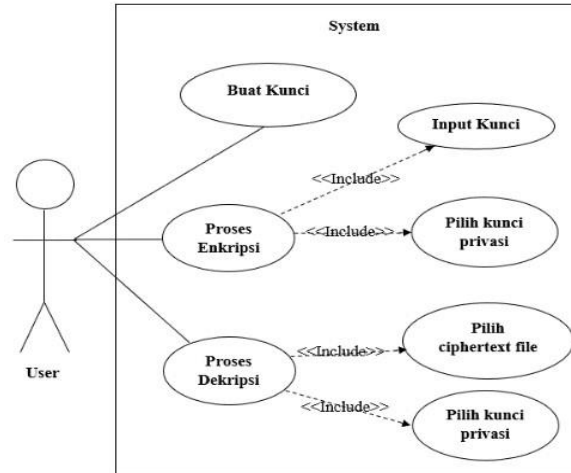 System
Buat Kunci
Input Kunci
<<Include>>
Proses
Enkripsi
<<Include>>
Pilih kunci
privasi
Pilih
ciphertext file
<<Include>>
Proses
Dekripsi
<<Include>>
Pilih kunci
privasi
User